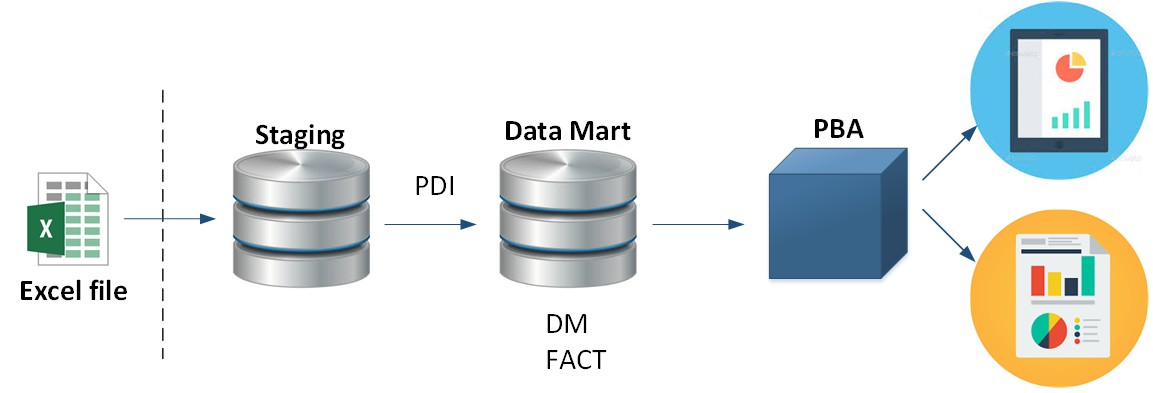 Staging
Data Mart
PBA
PDI
X
Excel file
DM
FACT